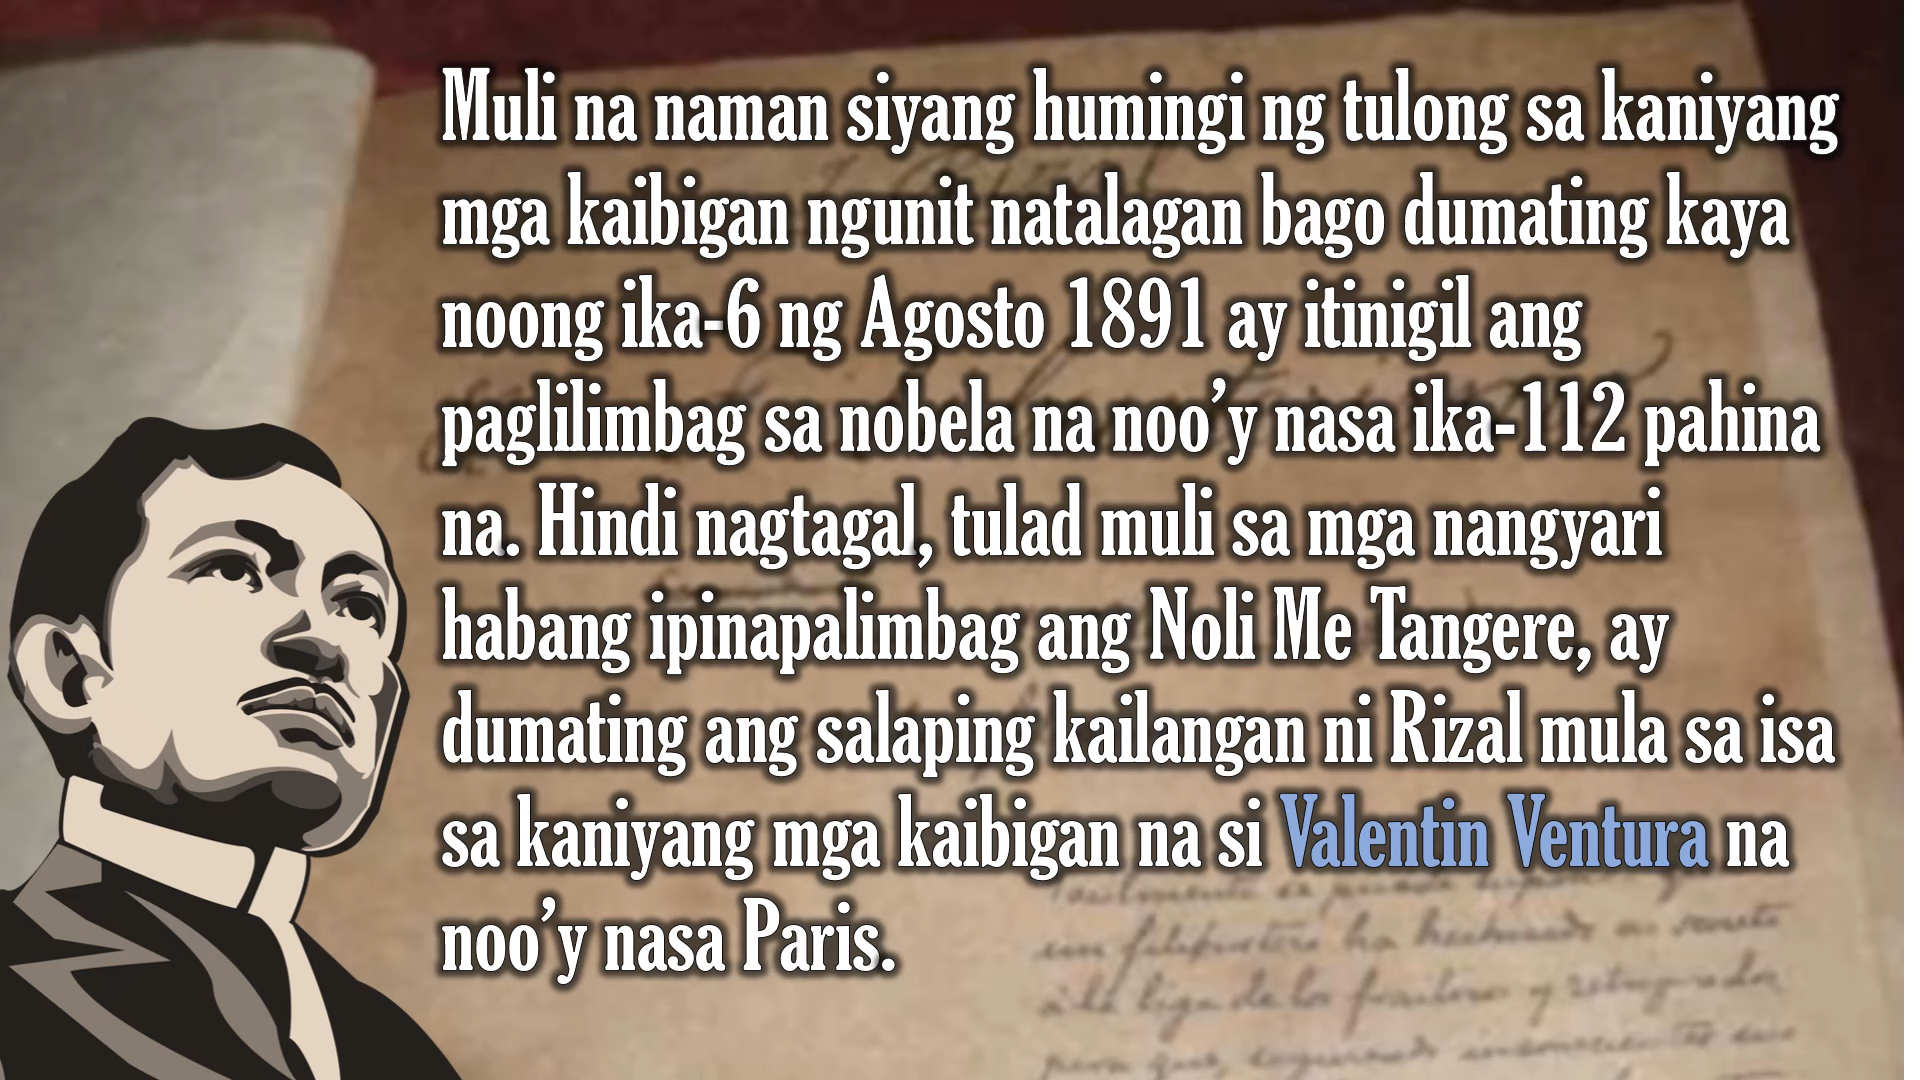 Muli na naman siyang humingi ng tulong sa kaniyang
mga kaibigan ngunit natalagan bago dumating kaya
noong ika-6 ng Agosto 1891 ay itinigil ang
paglilimbag sa nobela na noo’y nasa ika-112 pahina
na. Hindi nagtagal, tulad muli sa mga nangyari
habang ipinapalimbag ang Noli Me Tangere, ay
dumating ang salaping kailangan ni Rizal mula sa isa
sa kaniyang mga kaibigan na si Valentin Ventura na
noo’y nasa Paris.